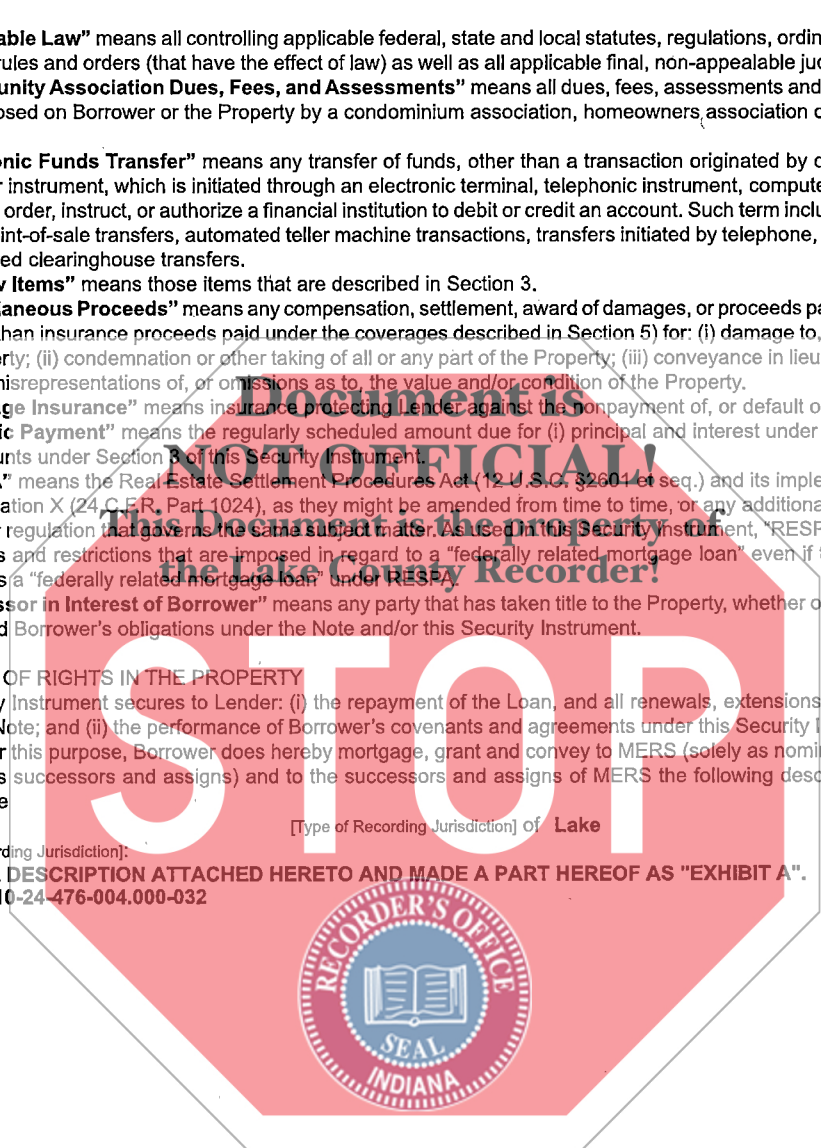 able Law” means all controlling applicable federal, state and local statutes, regulations, ordin
rules and orders (that have the effect of law) as well as all applicable final, non-appealable jud
unity Association Dues, Fees, and Assessments” means all dues, fees, assessments and
osed on Borrower or the Property by a condominium association, homeowners association o
onic Funds Transfer” means any transfer of funds, other than a transaction originated by c
r instrument, which is initiated through an electronic terminal, telephonic instrument, compute
order, instruct, or authorize a financial institution to debit or credit an account. Such term inclu
int-of-sale transfers, automated teller machine transactions, transfers initiated by telephone,
ed clearinghouse transfers.
w Items” means those items that are described in Section 3.
laneous Proceeds” means any compensation, settlement, award of damages, or proceeds pa
han insurance proceeds paid under the coverages described in Section 5) for: (i) damage to,
erty; (ii) condemnation or other taking of all or any part of the Property; (iii) conveyance in lieu
nisrepresentations of, or omissions as to, the value and/or condition of the Property.
Document is
ge Insurance” means insurance protecting Lender against the nonpayment of, or default o
ic Payment” means the regularly scheduled amount due for (i) principal and interest under
unts under Section 3 of this Security Instrument.
NOT OFFICIAL!
” means the Real Estate Settlement Procedures Act (12 U.S.C. §2601 et seq.) and its imple
ation X (24 C.F.R. Part 1024), as they might be amended from time to time, or any additiona
This Document is the property of
r regulation that governs the same subject matter. As used in this Security Instrument, “RESP
s and restrictions that are imposed in regard to a “federally related mortgage loan” even if t
the Lake County Recorder!
s a “federally related mortgage loan” under RESPA.
ssor in Interest of Borrower” means any party that has taken title to the Property, whether o
d Borrower’s obligations under the Note and/or this Security Instrument.
OF RIGHTS IN THE PROPERTY
y Instrument secures to Lender: (i) the repayment of the Loan, and all renewals, extensions
Note; and (ii) the performance of Borrower’s covenants and agreements under this Security I
r this purpose, Borrower does hereby mortgage, grant and convey to MERS (solely as nomi
s successors and assigns) and to the successors and assigns of MERS the following desc
e
STOP
[Type of Recording Jurisdiction] of Lake
ding Jurisdiction]:
DESCRIPTION ATTACHED HERETO AND MADE A PART HEREOF AS "EXHIBIT A".
10-24-476-004.000-032
RECORDER'S OFFICE
SEAL
INDIANA